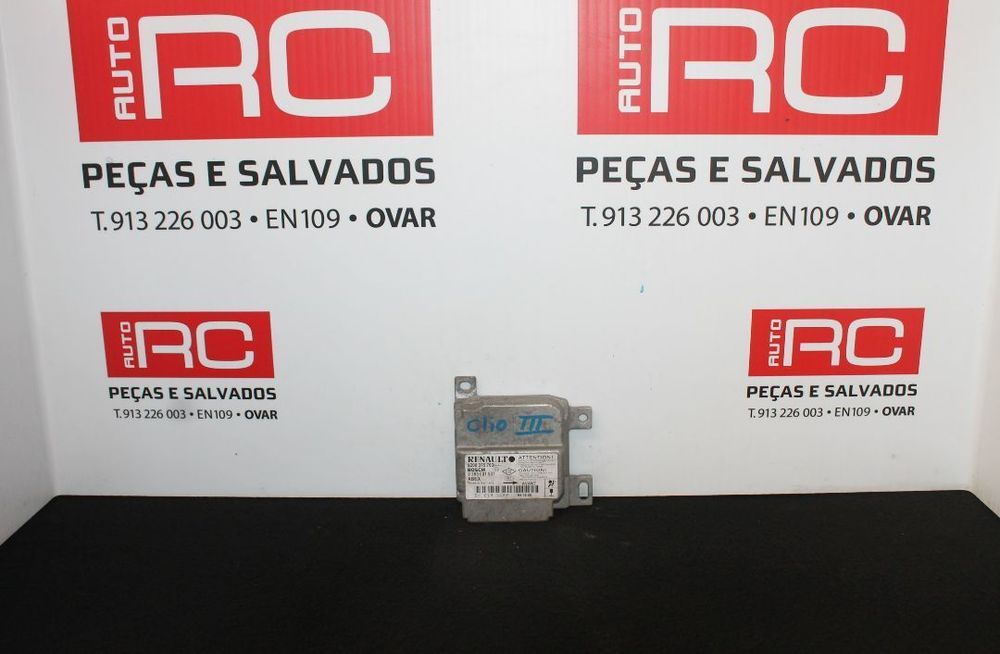 AUTO RC
PEÇAS E SALVADOS
T. 913 226 003 • EN109 • OVAR
AUTO RC
PEÇAS E SALVADOS
T. 913 226 003 • EN109 • OVAR
AUTO RC
PEÇAS E SALVADOS
T. 913 226 003 • EN109 • OVAR
AUTO RC
PEÇAS E SALVADOS
T. 913 226 003 • EN109 • OVAR
Clio III
RENAULT ATTENTION!
BOSCH CAUTION!